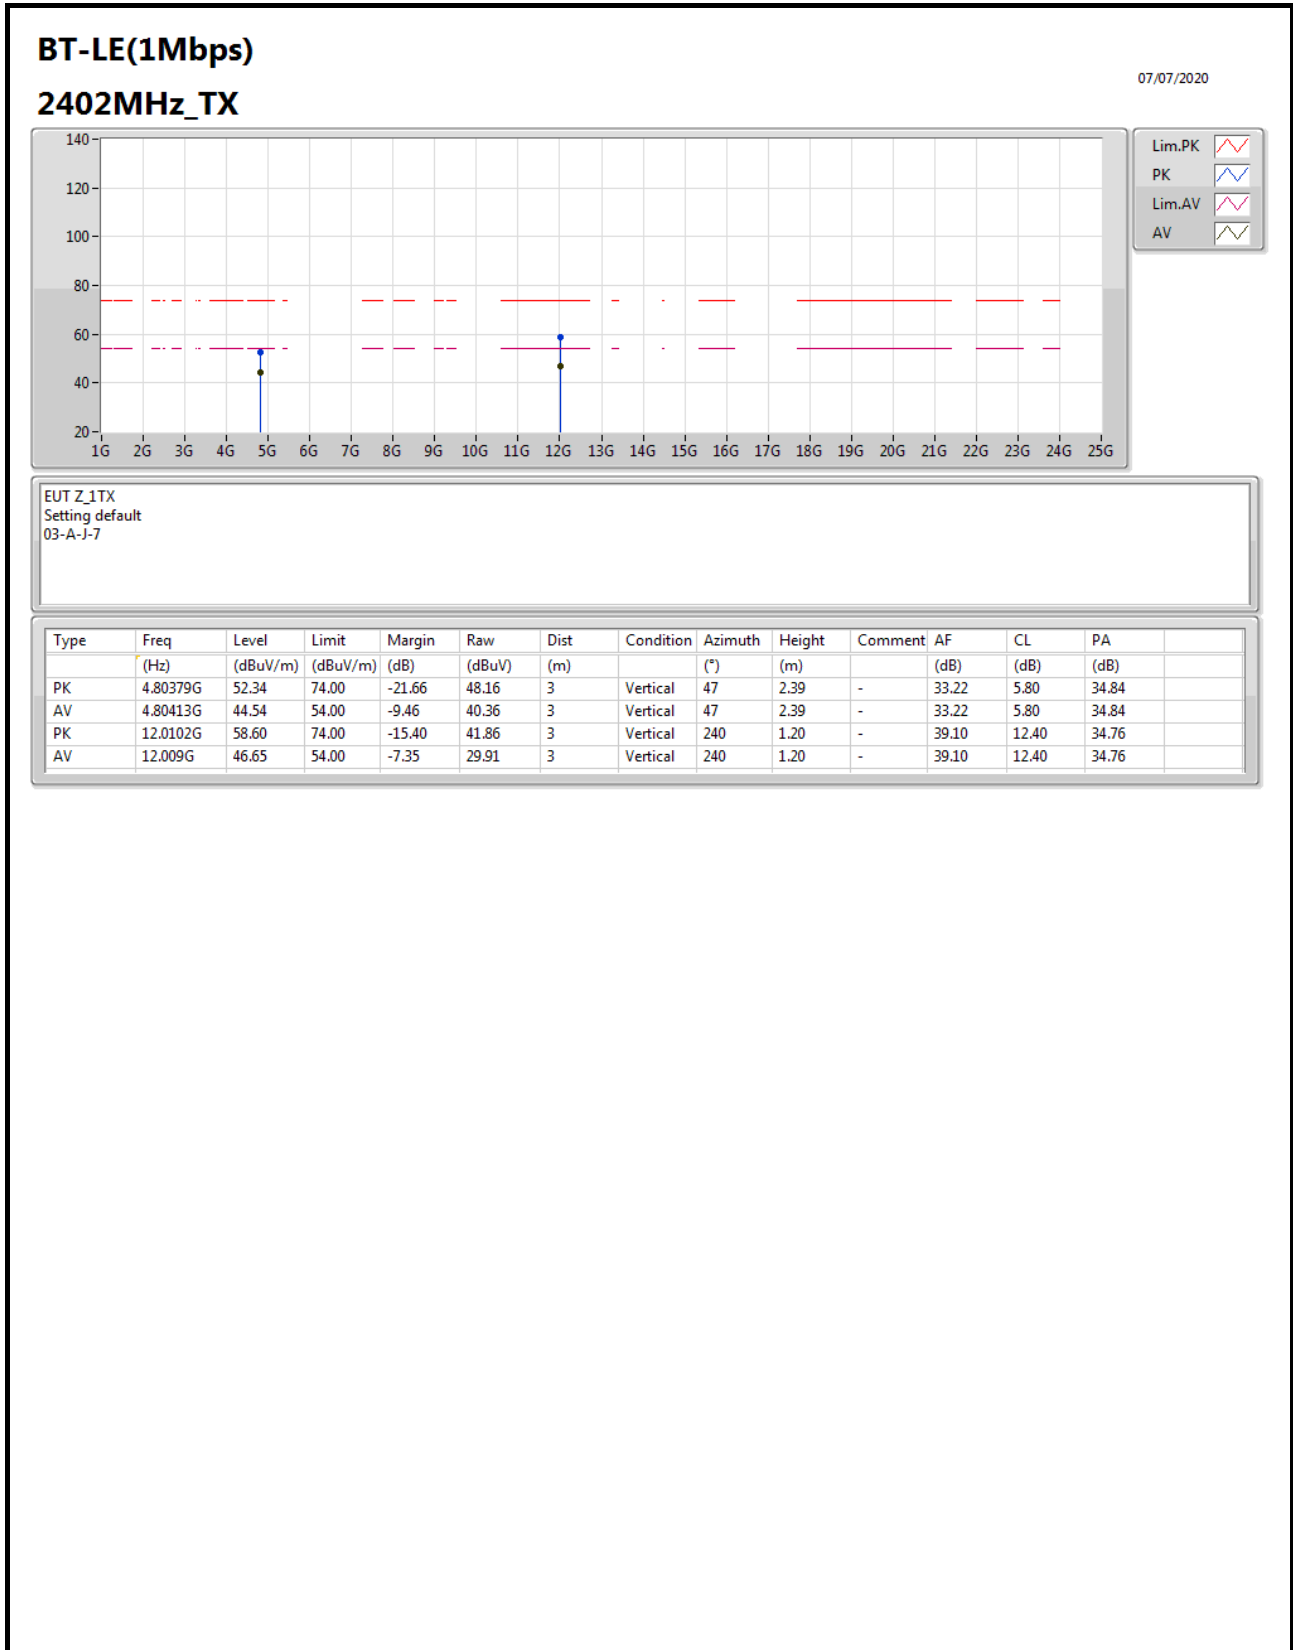 BT-LE(1Mbps)
07/07/2020
2402MHz_TX
140
120
100
80
60
40
20
1G 2G 3G 4G 5G 6G 7G 8G 9G 10G 11G 12G 13G 14G 15G 16G 17G 18G 19G 20G 21G 22G 23G 24G 25G
Lim.PK
PK
Lim.AV
AV
EUT Z_1TX
Setting default
03-A-J-7
Type Freq Level Limit Margin Raw Dist Condition Azimuth Height Comment AF CL PA
(Hz) (dBuV/m) (dBuV/m) (dB) (dBuV) (m) (°) (m) (dB) (dB) (dB)
PK 4.80379G 52.34 74.00 -21.66 48.16 3 Vertical 47 2.39 - 33.22 5.80 34.84
AV 4.80413G 44.54 54.00 -9.46 40.36 3 Vertical 47 2.39 - 33.22 5.80 34.84
PK 12.0102G 58.60 74.00 -15.40 41.86 3 Vertical 240 1.20 - 39.10 12.40 34.76
AV 12.009G 46.65 54.00 -7.35 29.91 3 Vertical 240 1.20 - 39.10 12.40 34.76